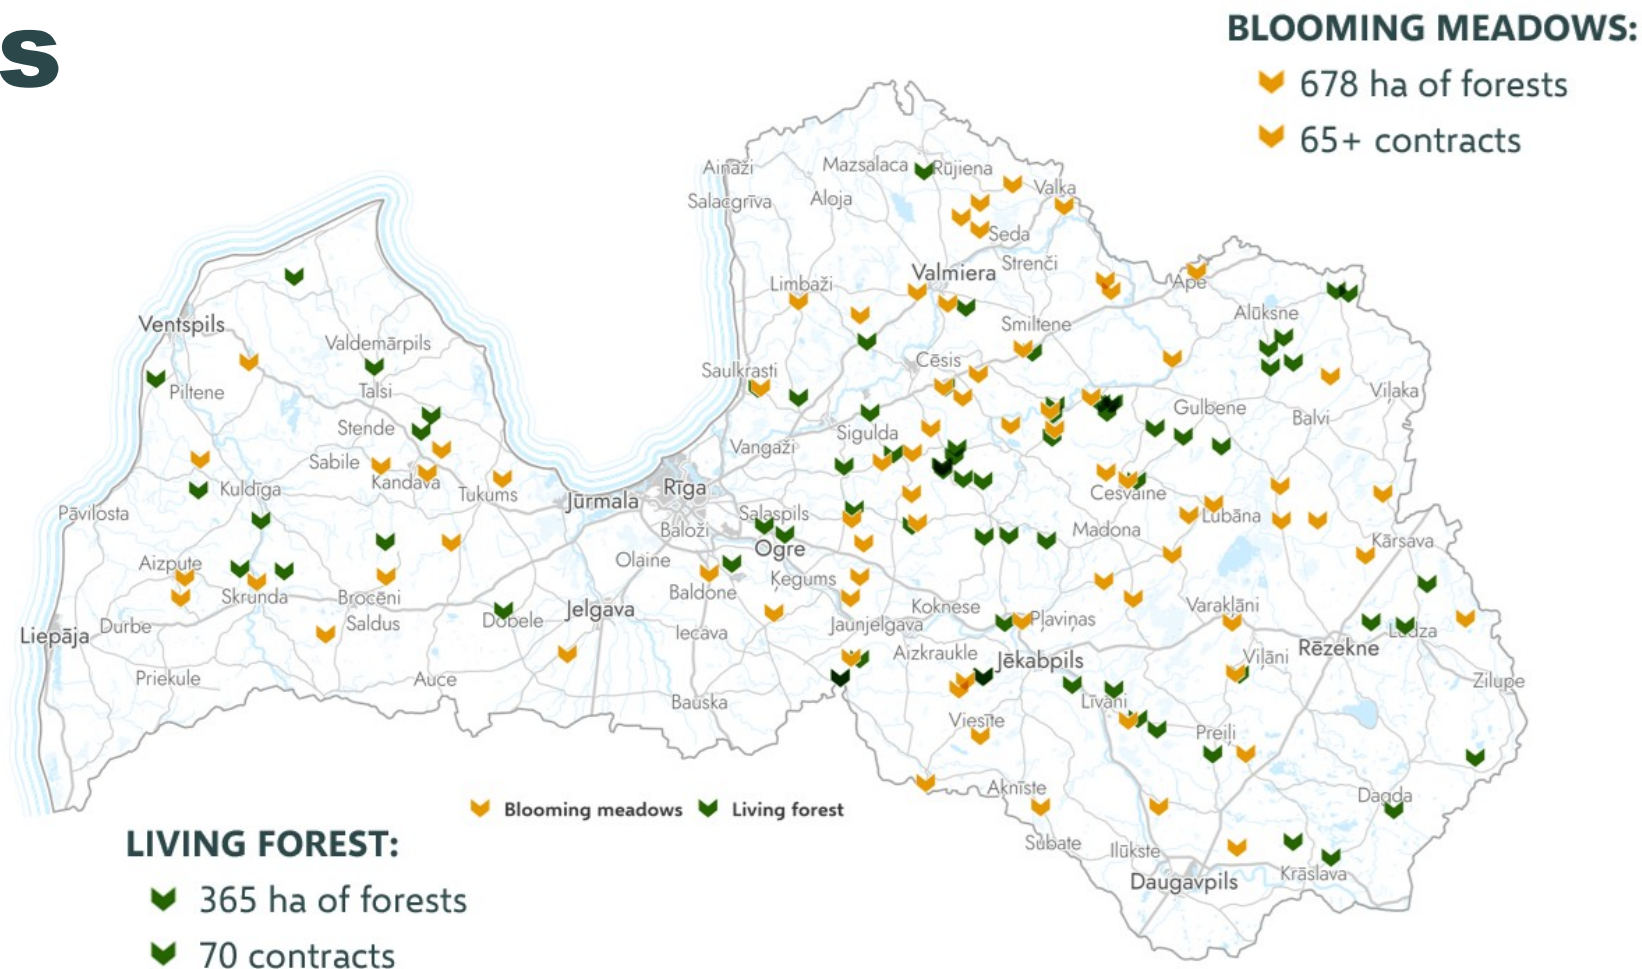 s
BLOOMING MEADOWS:
678 ha of forests
65+ contracts
Ainaži
Mazsalaca
Rūjiena
Valka
Salacgrīva
Aloja
Seda
Strenči
Valmiera
Limbaži
Ape
Alūksne
Smiltene
Ventspils
Valdemārpils
Cēsis
Saulkrasti
Piltene
Talsi
Viļaka
Gulbene
Balvi
Stende
Sigulda
Vangaži
Sabile
Kandava
Kuldīga
Tukums
Jūrmala
Rīga
Cesvaine
Pāvilosta
Salaspils
Baloži
Lubāna
Madona
Kārsava
Ogre
Olaine
Aizpute
Skrunda
Brocēni
Baldone
Ķegums
Koknese
Varakļāni
Jelgava
Dobele
Saldus
Durbe
Liepāja
Iecava
Jaunjelgava
Pļaviņas
Ludza
Rēzekne
Aizkraukle
Jēkabpils
Viļāni
Priekule
Auce
Zilupe
Bauska
Līvāni
Viesīte
Preiļi
Aknīste
Dagda
Subate
Ilūkste
Krāslava
Daugavpils
Blooming meadows
Living forest
LIVING FOREST:
365 ha of forests
70 contracts